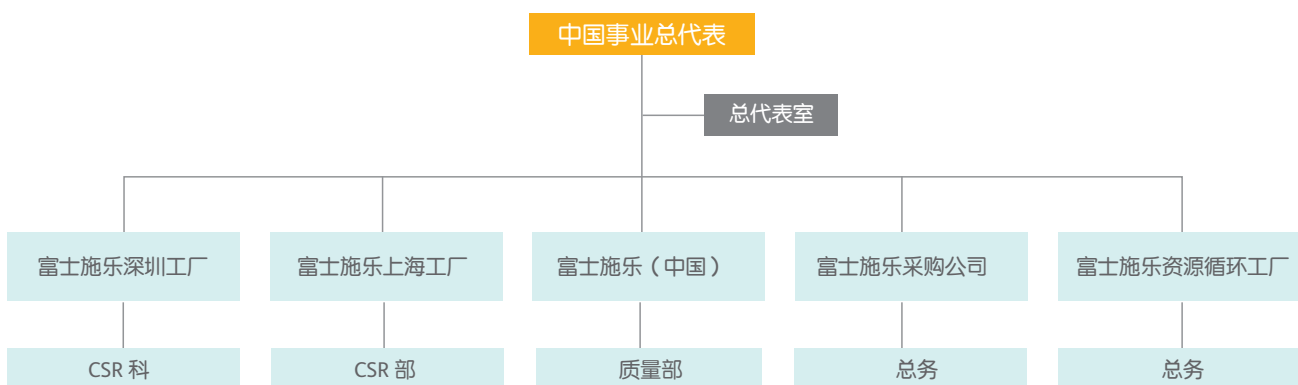 中国事业总代表
总代表室
富士施乐深圳工厂
富士施乐上海工厂
富士施乐（中国）
富士施乐采购公司
富士施乐资源循环工厂
CSR 科
CSR 部
质量部
总务
总务